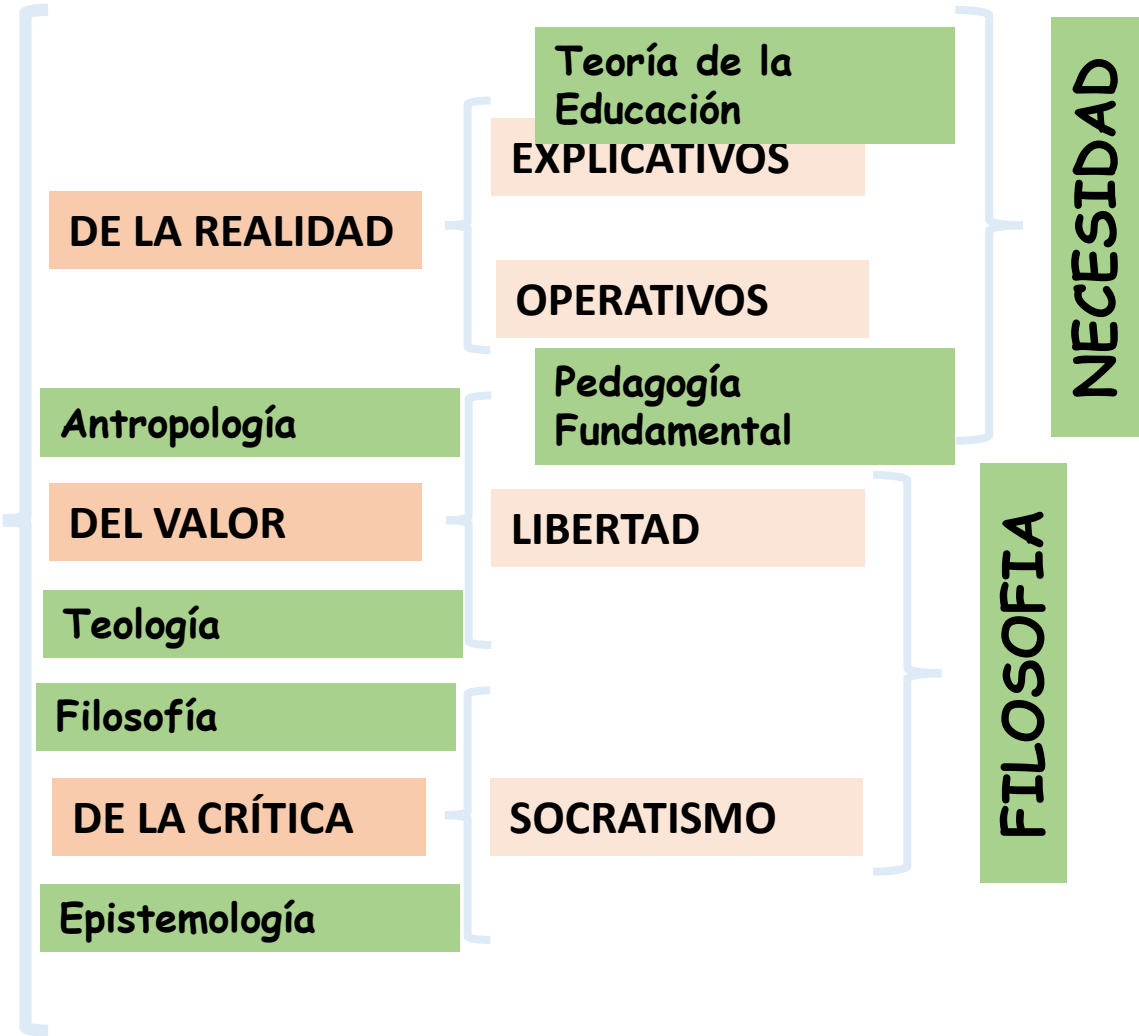 Teoría de la
Educación
EXPLICATIVOS
DE LA REALIDAD
OPERATIVOS
Pedagogía
Fundamental
NECESIDAD
Antropología
DEL VALOR
LIBERTAD
Teología
Filosofía
DE LA CRÍTICA
SOCRATISMO
Epistemología
FILOSOFIA